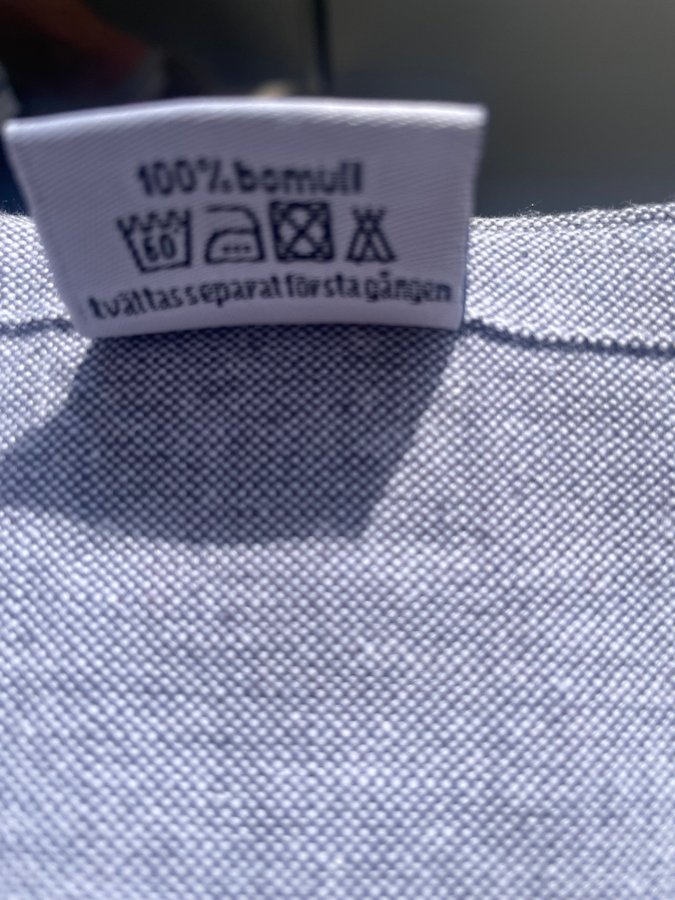 100% bomull
60
tvättas separat första gången